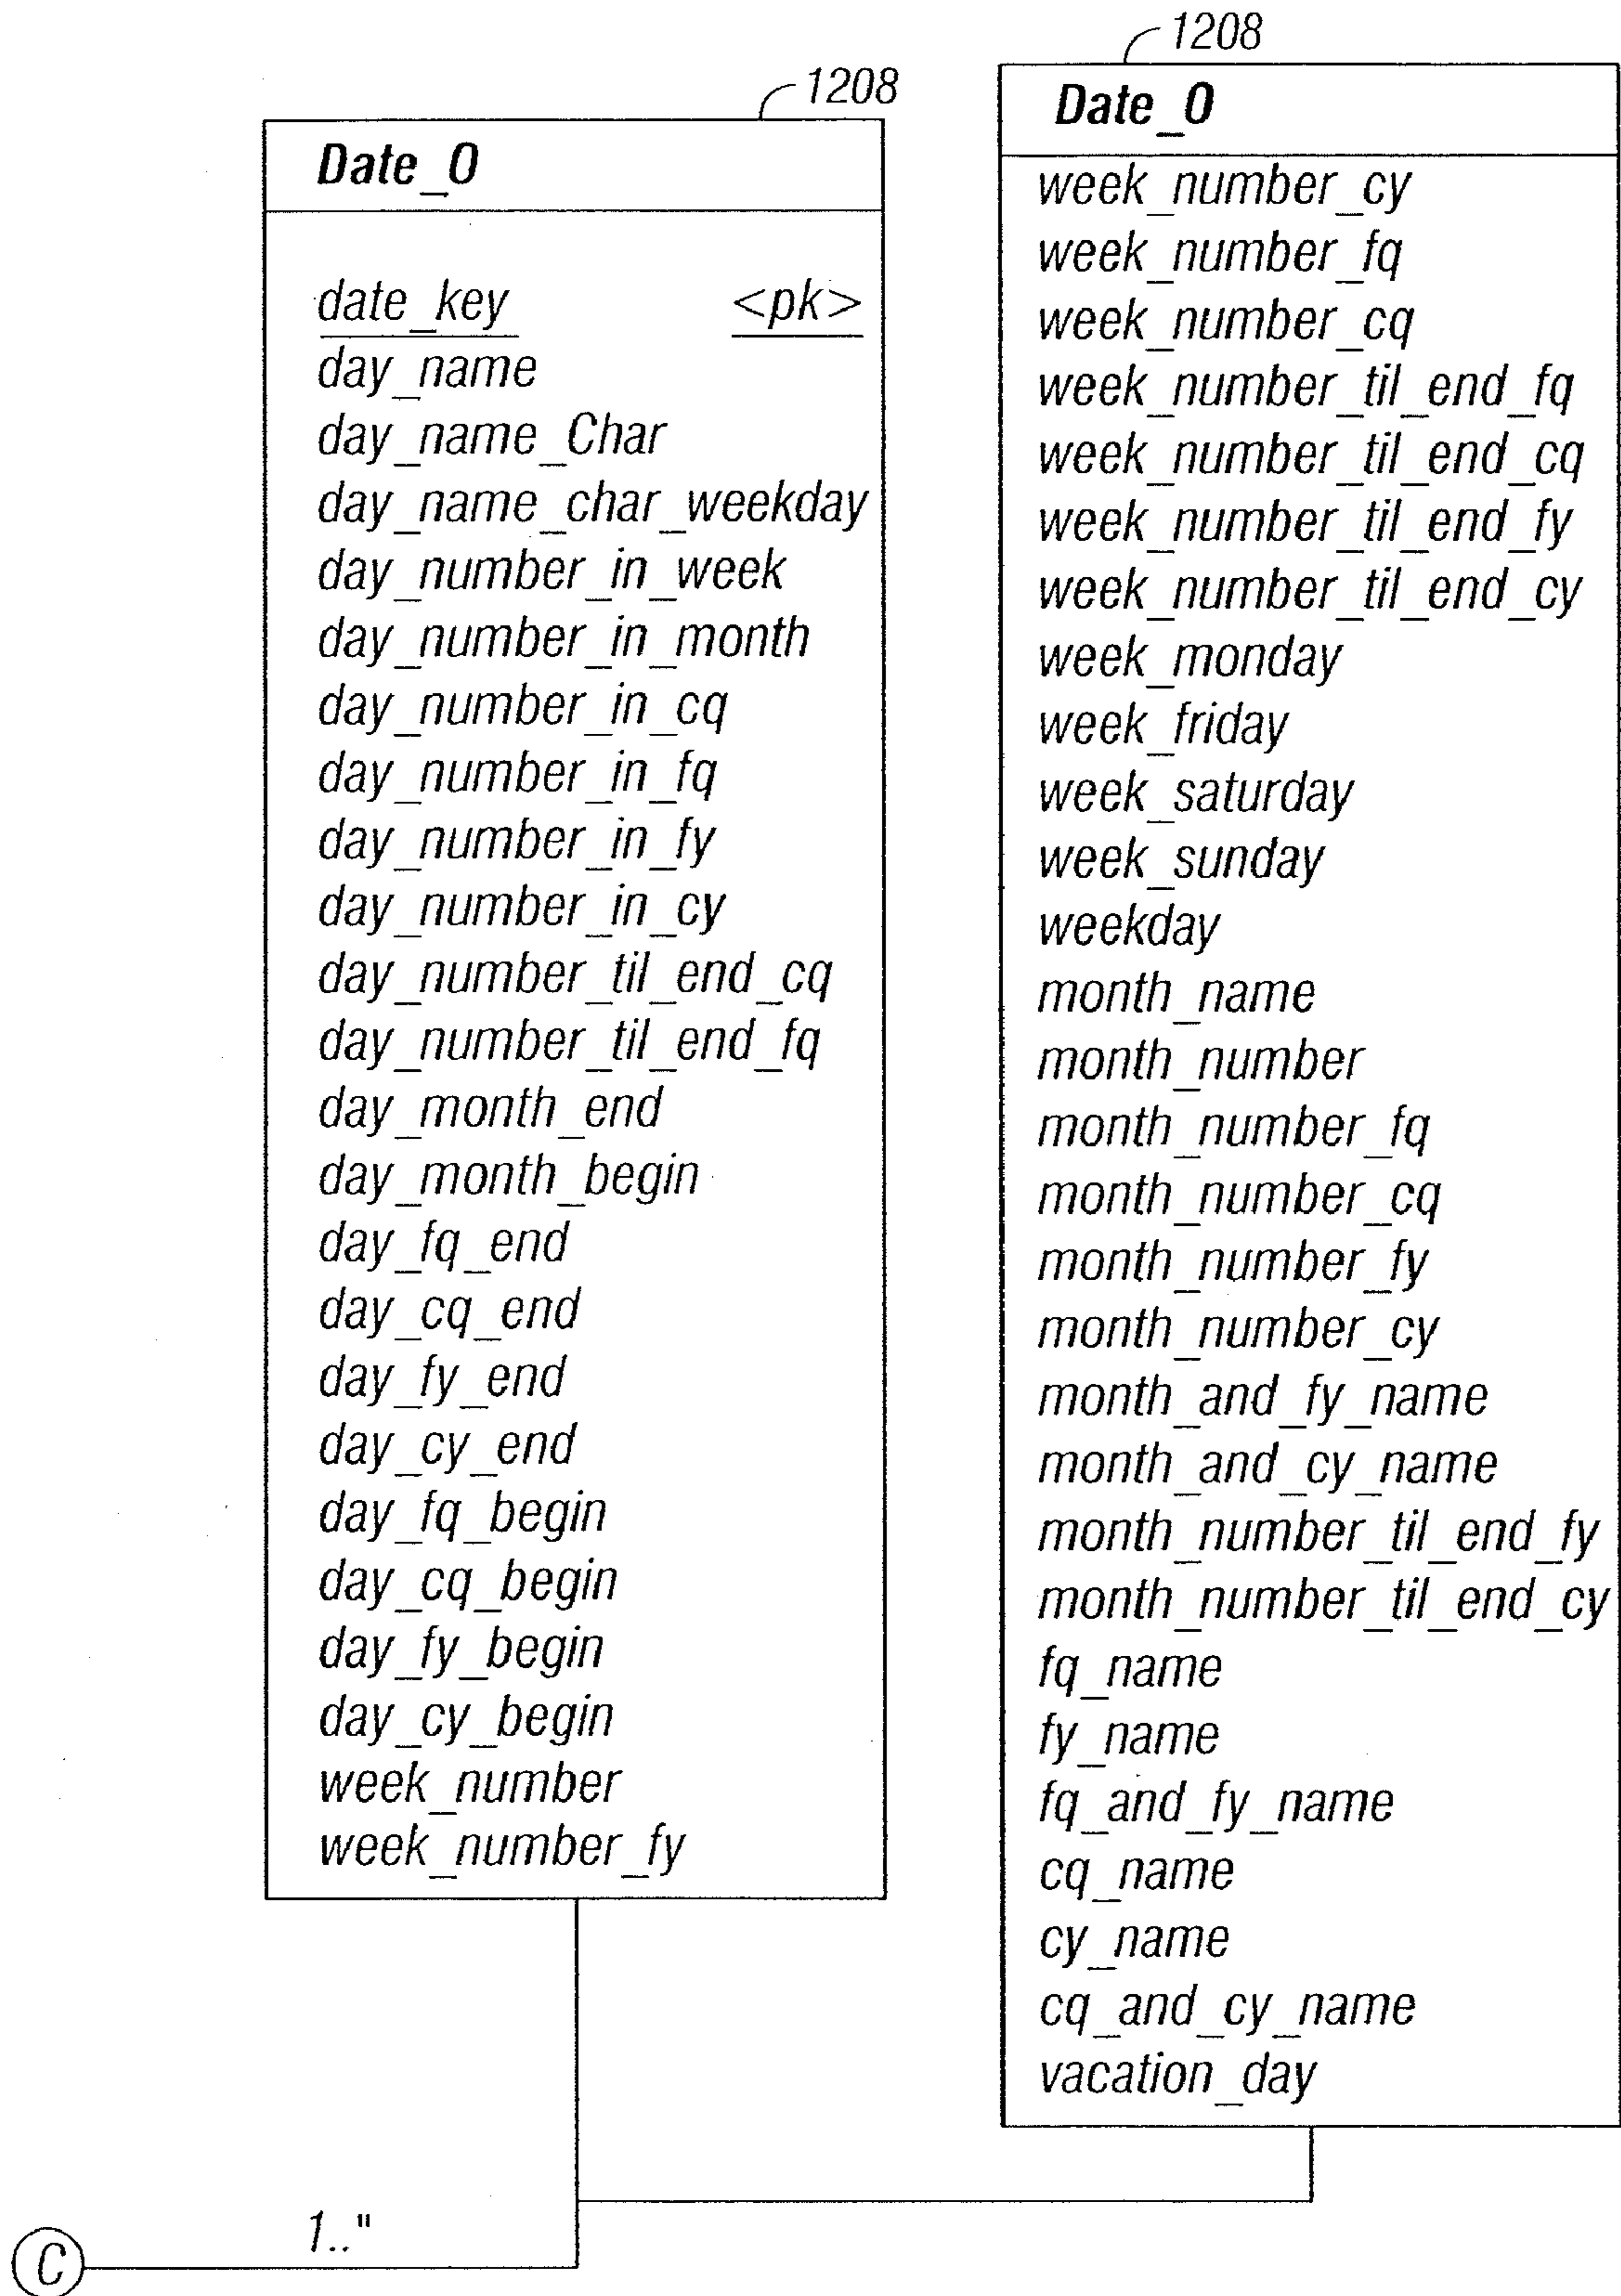 1208
Date_0
date_key <pk>
day_name
day_name_Char
day_name_char_weekday
day_number_in_week
day_number_in_month
day_number_in_cq
day_number_in_fq
day_number_in_fy
day_number_in_cy
day_number_til_end_cq
day_number_til_end_fq
day_month_end
day_month_begin
day_fq_end
day_cq_end
day_fy_end
day_cy_end
day_fq_begin
day_cq_begin
day_fy_begin
day_cy_begin
week_number
week_number_fy
1208
Date_0
week_number_cy
week_number_fq
week_number_cq
week_number_til_end_fq
week_number_til_end_cq
week_number_til_end_fy
week_number_til_end_cy
week_monday
week_friday
week_saturday
week_sunday
weekday
month_name
month_number
month_number_fq
month_number_cq
month_number_fy
month_number_cy
month_and_fy_name
month_and_cy_name
month_number_til_end_fy
month_number_til_end_cy
fq_name
fy_name
fq_and_fy_name
cq_name
cy_name
cq_and_cy_name
vacation_day
1.."
C